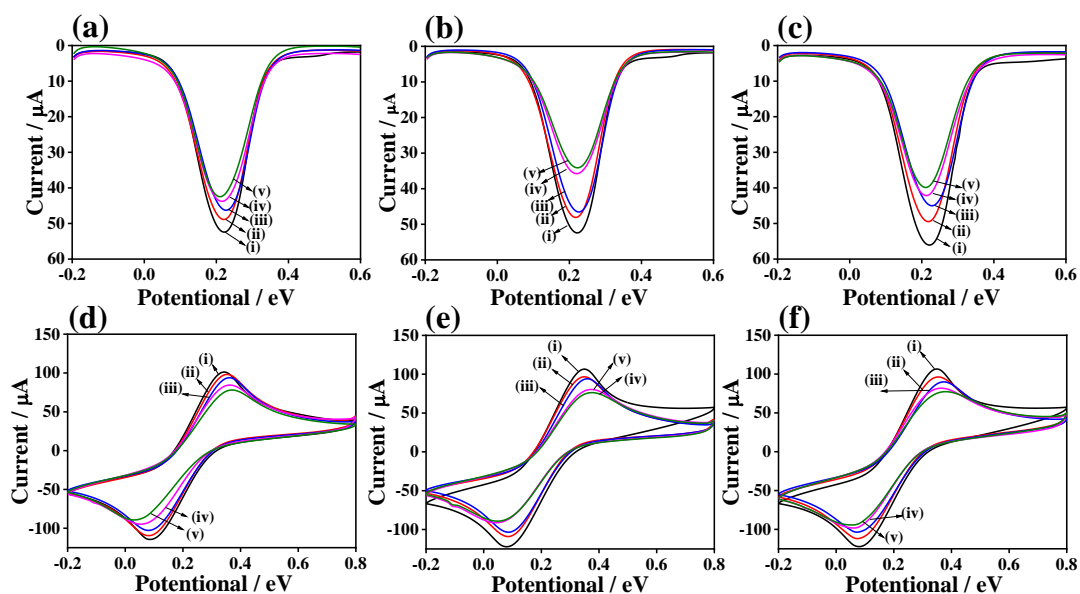 (a)
0
10
20
30
40
50
60
Current / μA
(v)
(iv)
(iii)
(ii)
(i)
-0.2 0.0 0.2 0.4 0.6
Potentional / eV
(b)
0
10
20
30
40
50
60
Current / μA
(v)
(iv)
(iii)
(ii)
(i)
-0.2 0.0 0.2 0.4 0.6
Potentional / eV
(c)
0
10
20
30
40
50
60
Current / μA
(v)
(iv)
(iii)
(ii)
(i)
-0.2 0.0 0.2 0.4 0.6
Potentional / eV
(d)
150
100
50
0
-50
-100
Current / μA
(i)
(ii)
(iii)
(iv)
(v)
-0.2 0.0 0.2 0.4 0.6 0.8
Potentional / eV
(e)
150
100
50
0
-50
-100
Current / μA
(i)
(ii)
(v)
(iii)
(iv)
-0.2 0.0 0.2 0.4 0.6 0.8
Potentional / eV
(f)
150
100
50
0
-50
-100
Current / μA
(i)
(ii)
(iii)
(iv)
(v)
-0.2 0.0 0.2 0.4 0.6 0.8
Potentional / eV